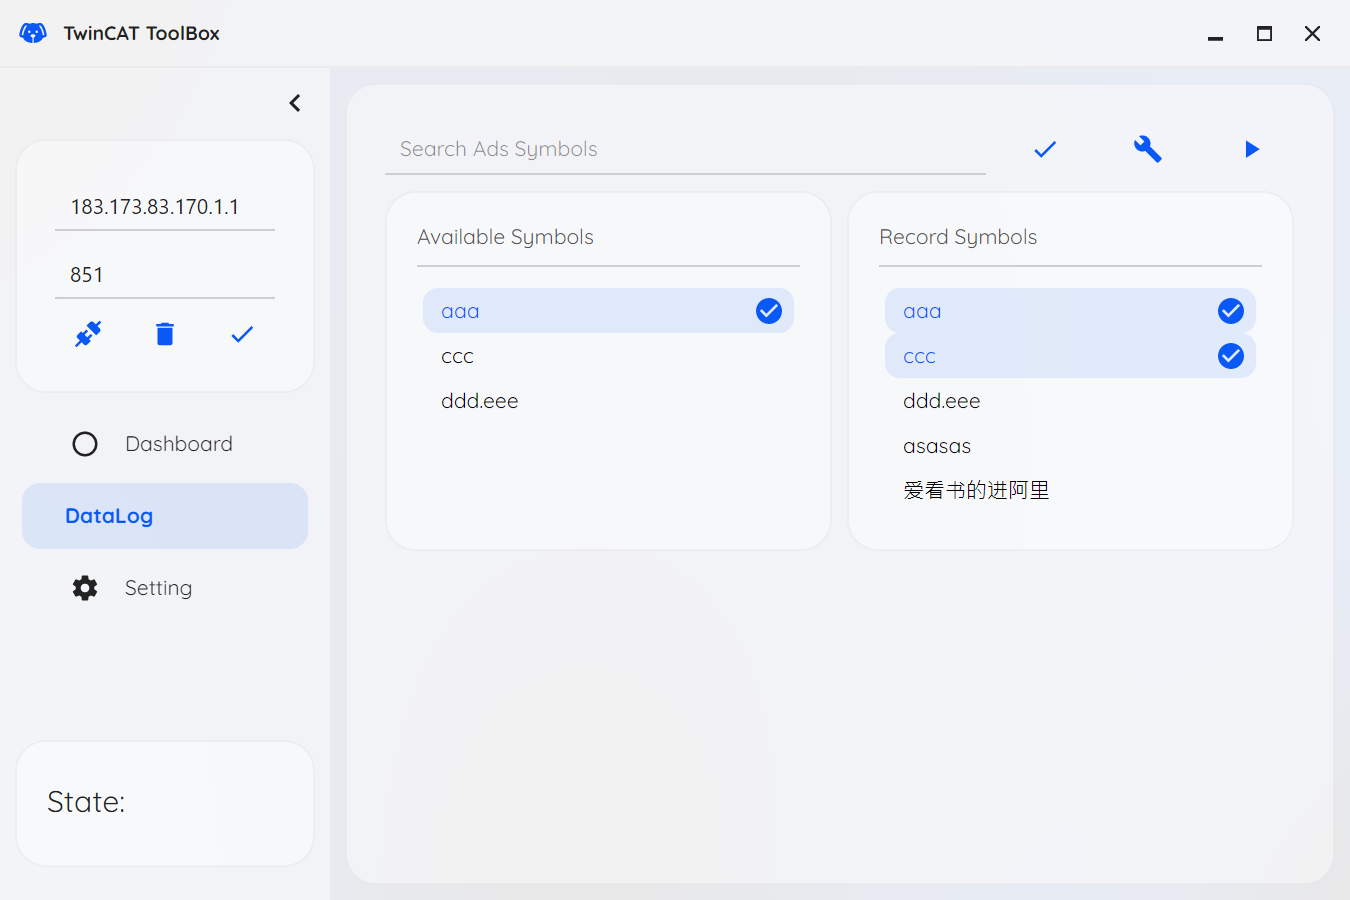 TwinCAT ToolBox
183.173.83.170.1.1
851
Dashboard
DataLog
Setting
State:
Search Ads Symbols
Available Symbols
aaa
ccc
ddd.eee
Record Symbols
aaa
ccc
ddd.eee
asasas
爱看书的进阿里